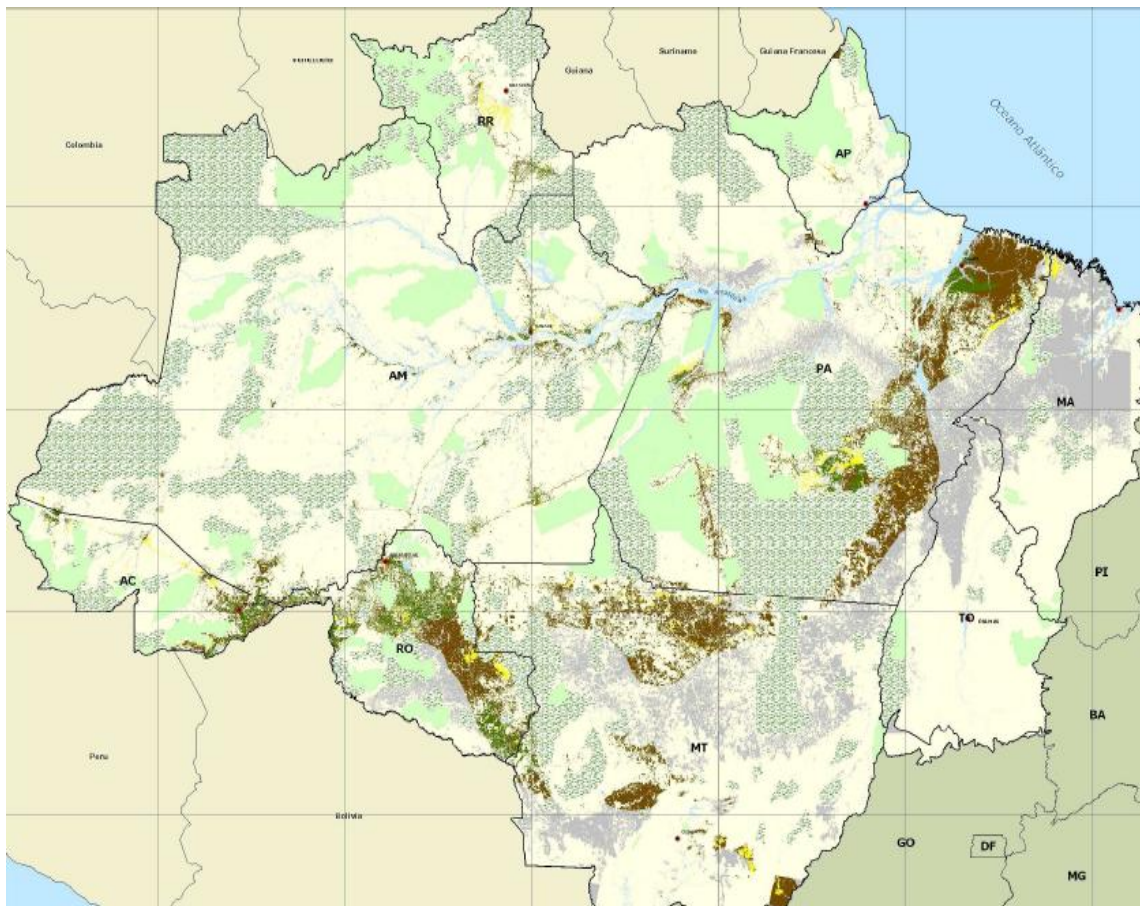 Suriname
Guiana Francesa
Guiana
Oceano Atlântico
RR
AP
Colombia
AM
PA
MA
AC
RO
TO
PI
BA
MT
Peru
Bolivia
GO
DF
MG